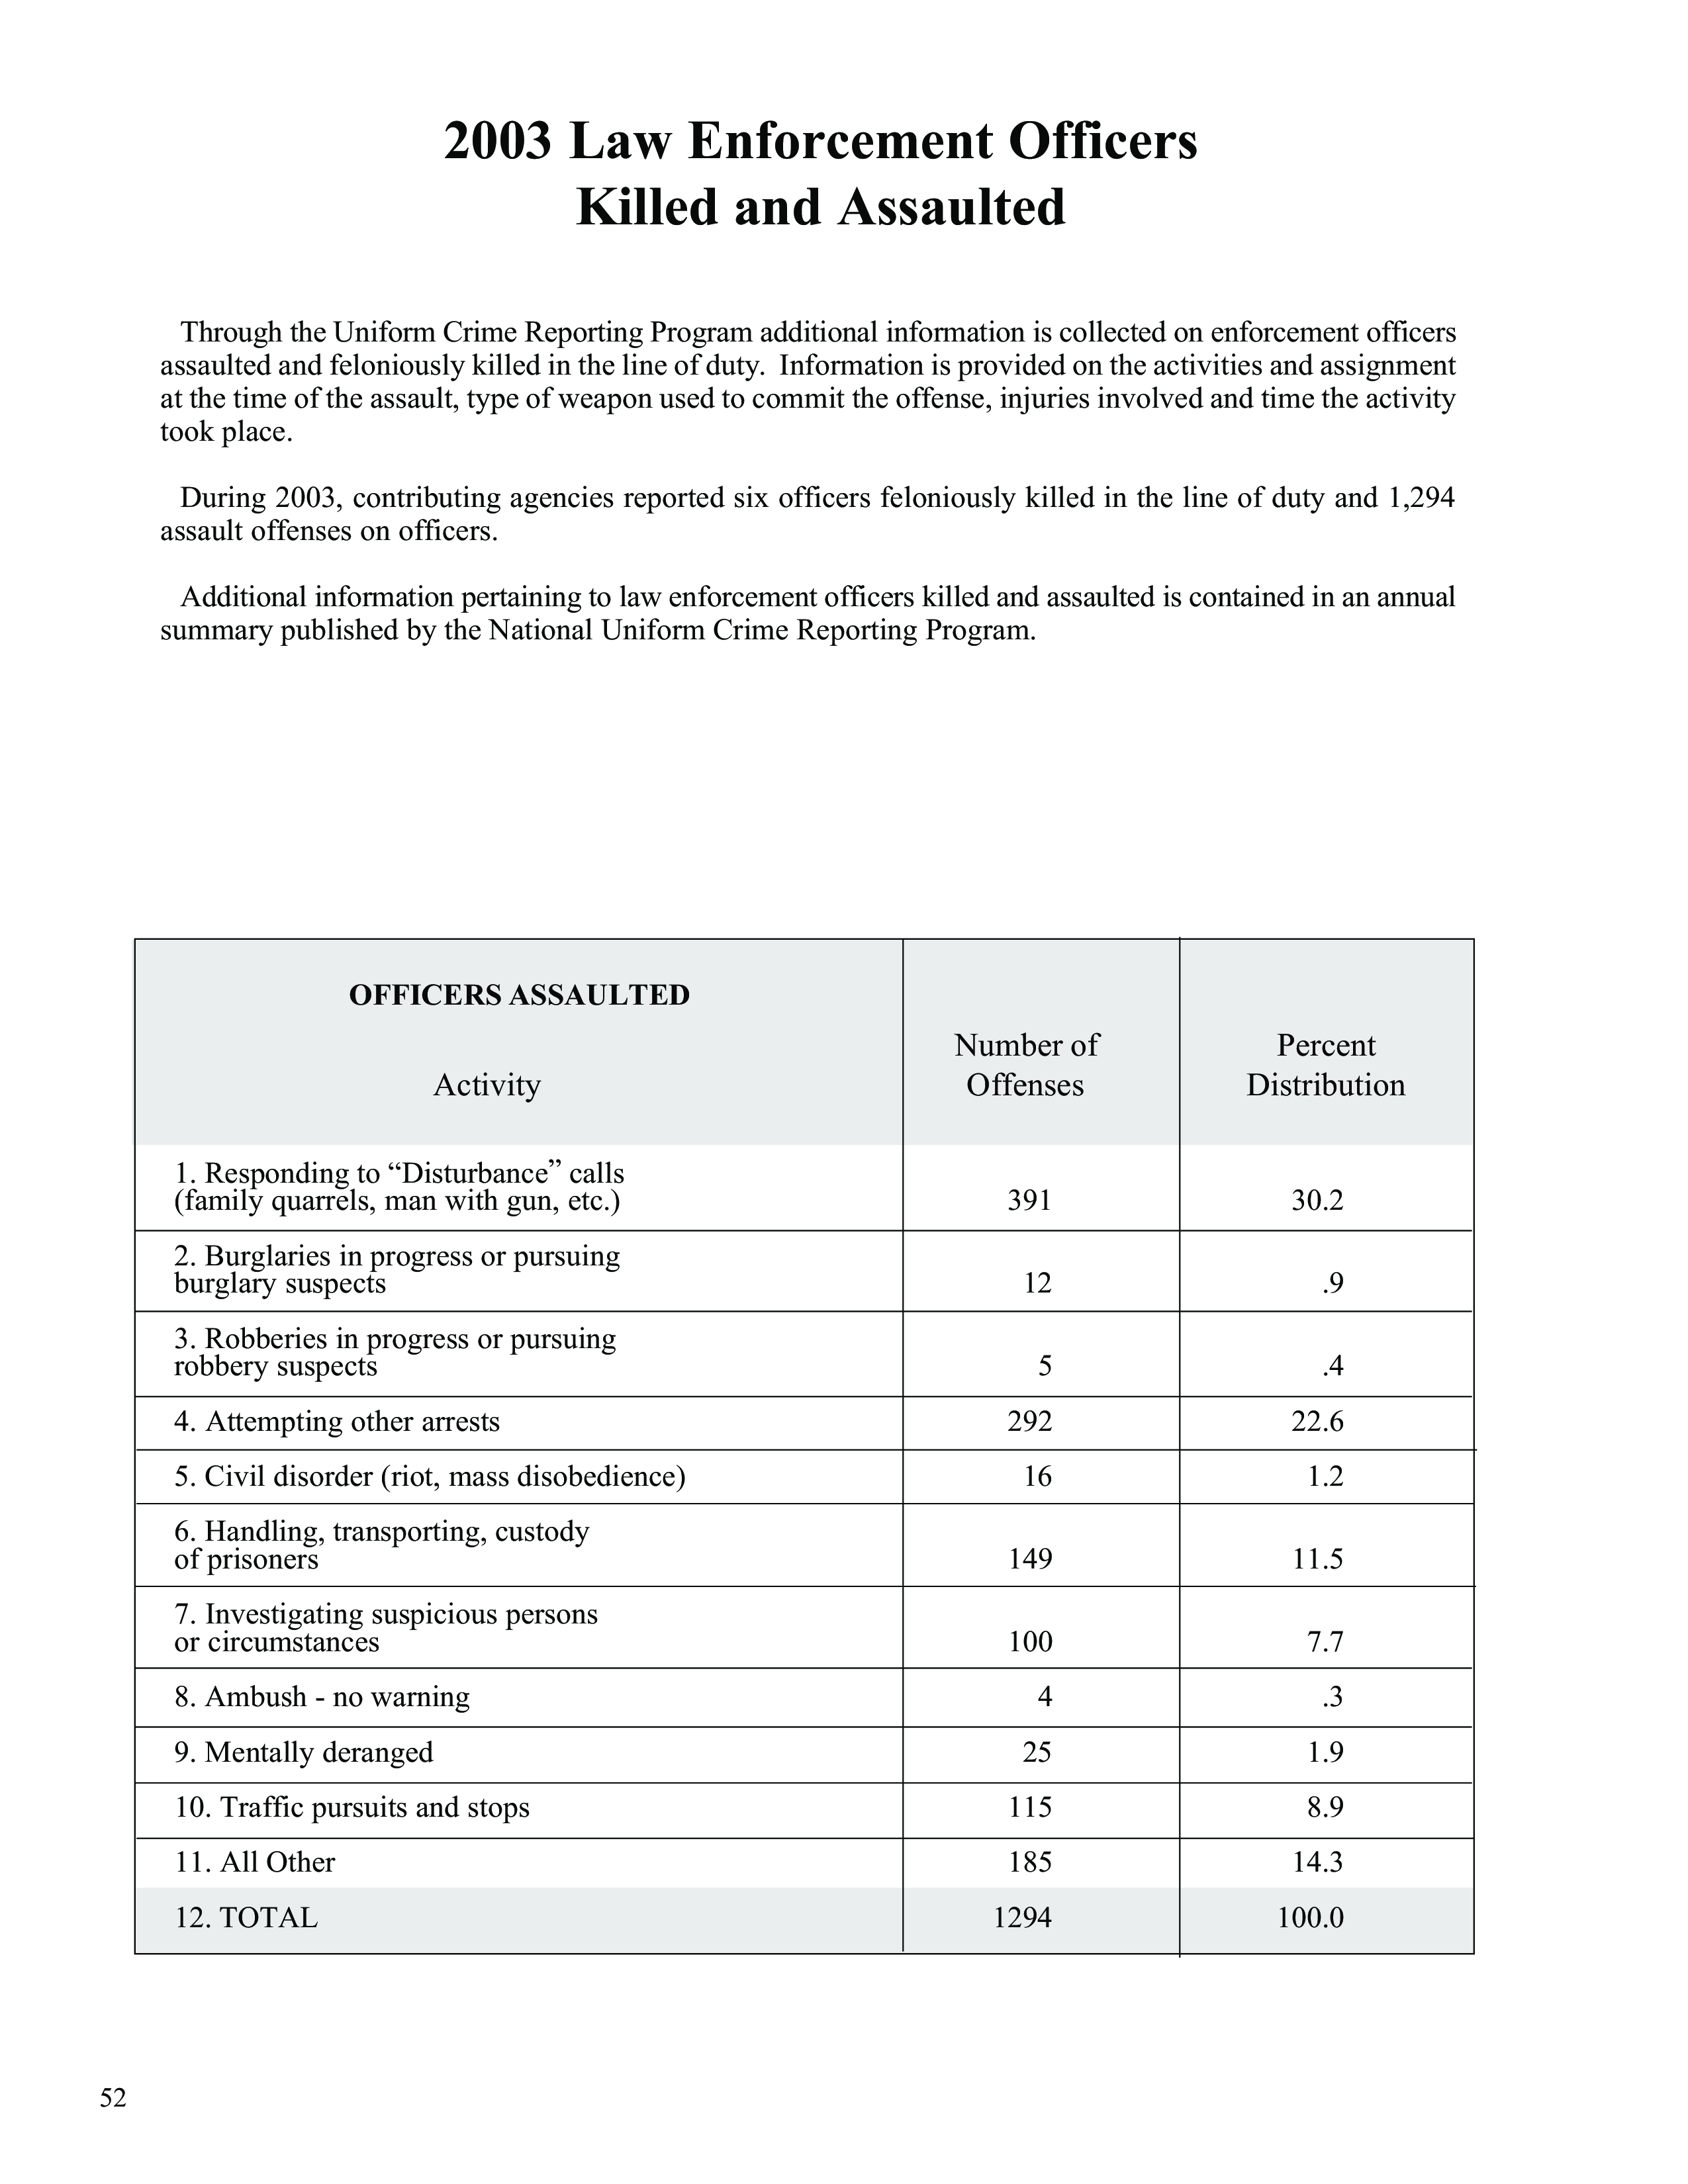 2003 Law Enforcement Officers
Killed and Assaulted
Through the Uniform Crime Reporting Program additional information is collected on enforcement officers
assaulted and feloniously killed in the line of duty.  Information is provided on the activities and assignment
at the time of the assault, type of weapon used to commit the offense, injuries involved and time the activity
took place.
During 2003, contributing agencies reported six officers feloniously killed in the line of duty and 1,294
assault offenses on officers.
Additional information pertaining to law enforcement officers killed and assaulted is contained in an annual
summary published by the National Uniform Crime Reporting Program.
OFFICERS ASSAULTED
Number of Percent
Activity Offenses Distribution
1. Responding to “Disturbance” calls
(family quarrels, man with gun, etc.) 391 30.2
2. Burglaries in progress or pursuing
burglary suspects 12 .9
3. Robberies in progress or pursuing
robbery suspects 5 .4
4. Attempting other arrests 292 22.6
5. Civil disorder (riot, mass disobedience) 16 1.2
6. Handling, transporting, custody
of prisoners 149 11.5
7. Investigating suspicious persons
or circumstances 100 7.7
8. Ambush - no warning 4 .3
9. Mentally deranged 25 1.9
10. Traffic pursuits and stops 115 8.9
11. All Other 185 14.3
12. TOTAL 1294 100.0
52